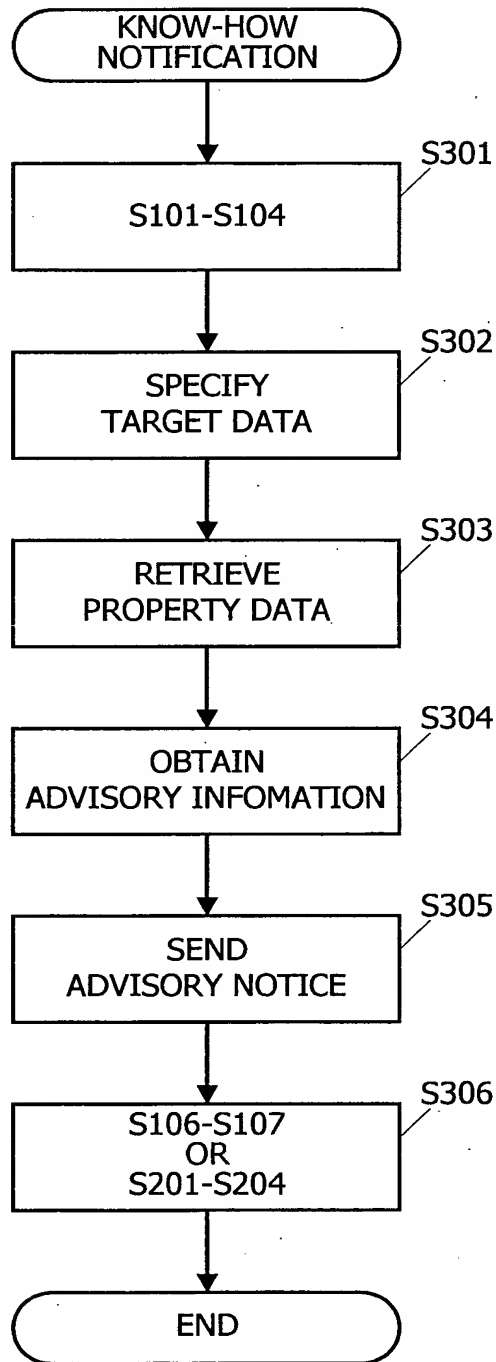 KNOW-HOW
NOTIFICATION
S301
S101-S104
S302
SPECIFY
TARGET DATA
S303
RETRIEVE
PROPERTY DATA
S304
OBTAIN
ADVISORY INFOMATION
S305
SEND
ADVISORY NOTICE
S306
S106-S107
OR
S201-S204
END